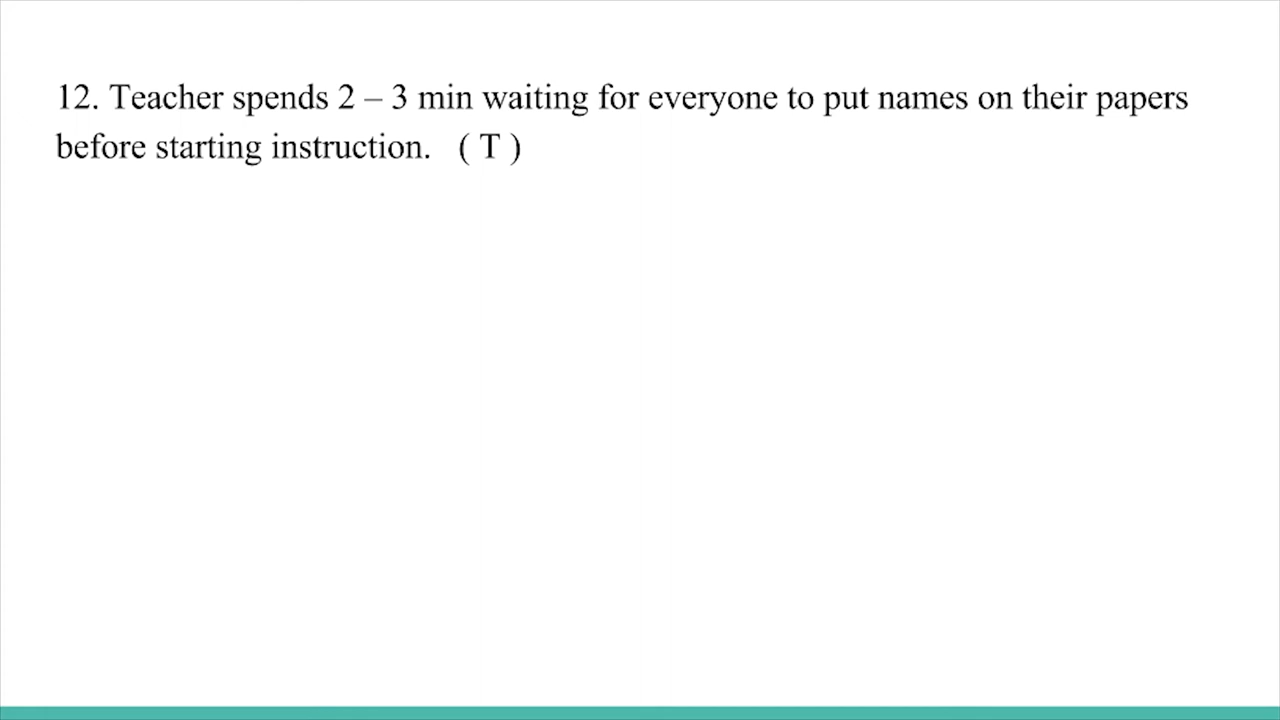 12. Teacher spends 2 – 3 min waiting for everyone to put names on their papers
before starting instruction. ( T )